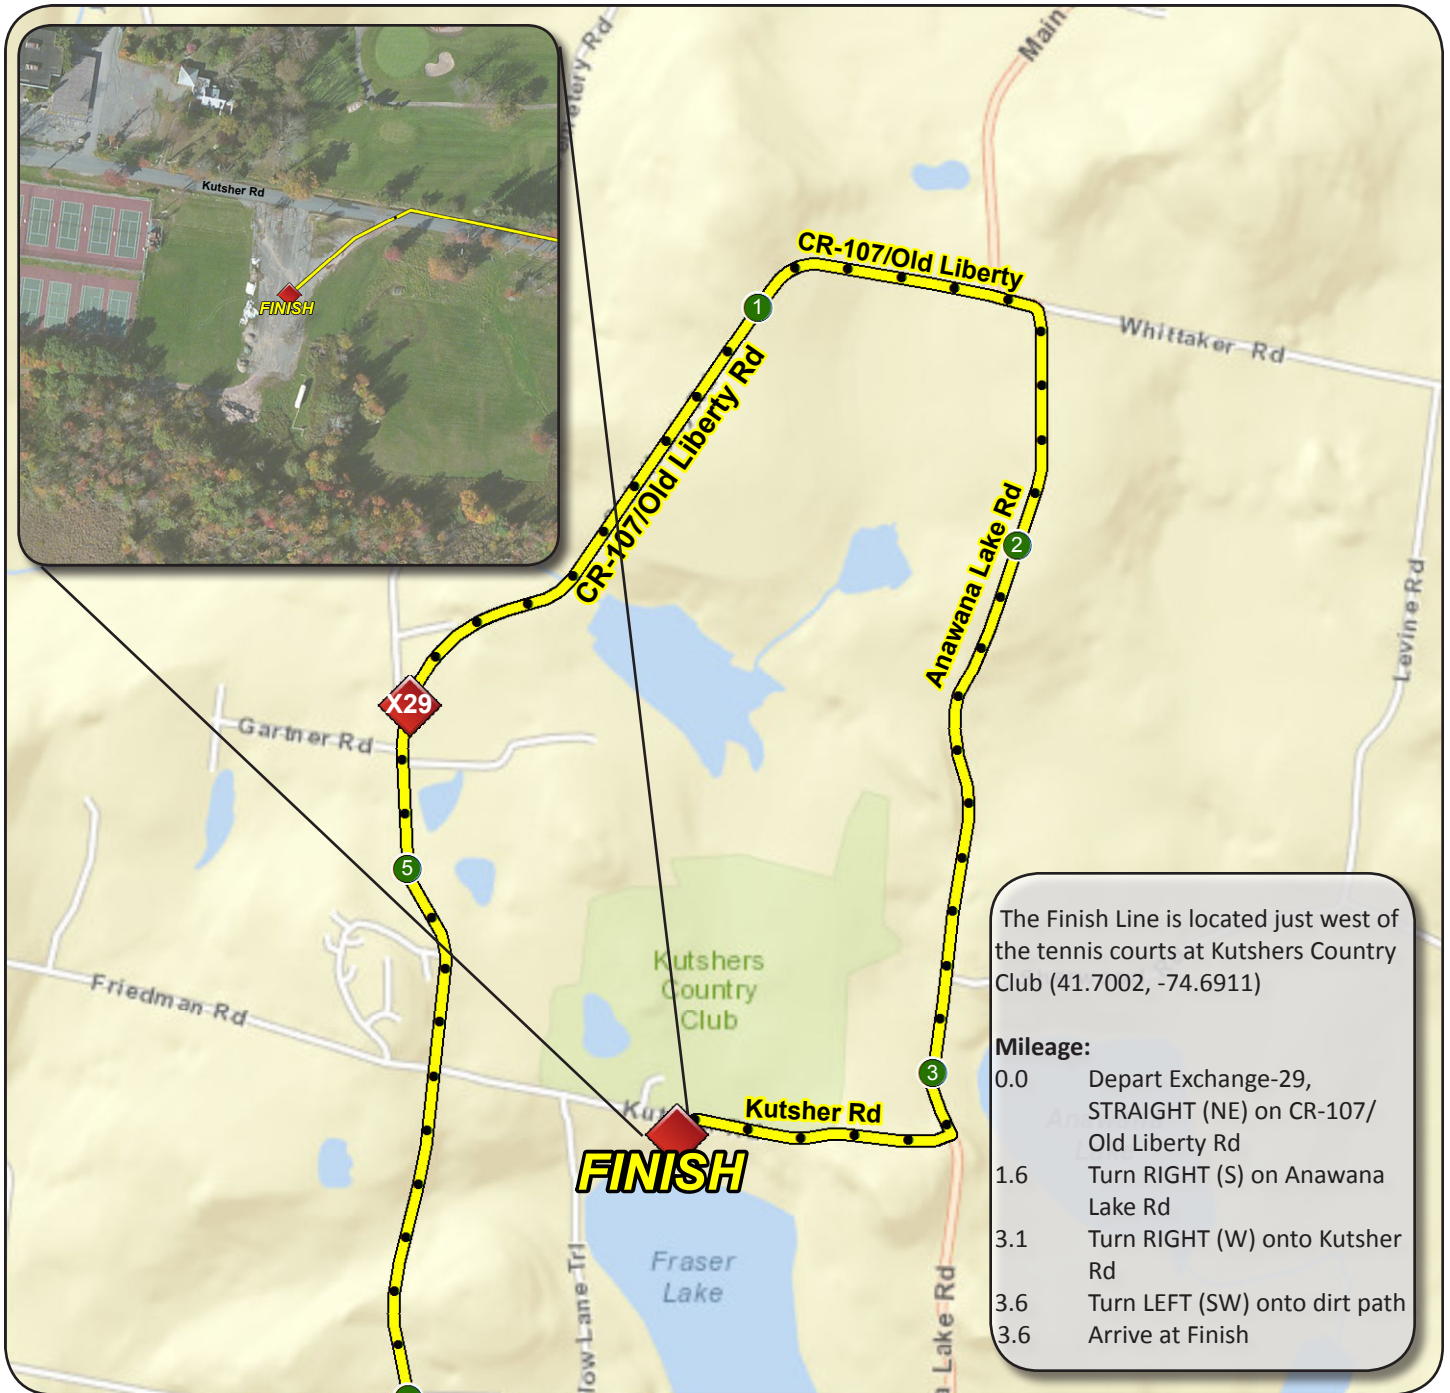 Kutsher Rd
FINISH
Main
CR-107/Old Liberty
1
Whittaker Rd
CR-107/Old Liberty Rd
2
Anawana Lake Rd
Levine Rd
X29
Gartner Rd
5
Friedman Rd
Kutshers
Country
Club
3
Kutsher Rd
FINISH
Fraser
Lake
The Finish Line is located just west of
the tennis courts at Kutshers Country
Club (41.7002, -74.6911)
Mileage:
0.0 Depart Exchange-29,
STRAIGHT (NE) on CR-107/
Old Liberty Rd
1.6 Turn RIGHT (S) on Anawana
Lake Rd
3.1 Turn RIGHT (W) onto Kutsher
Rd
3.6 Turn LEFT (SW) onto dirt path
3.6 Arrive at Finish
Lane Trl
Lake Rd